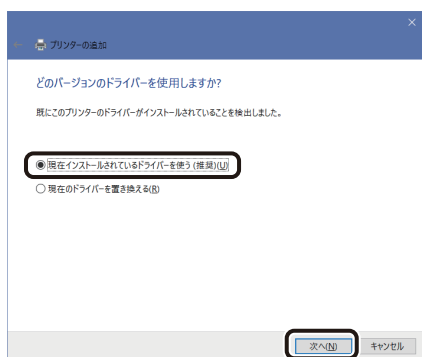 プリンターの追加
どのバージョンのドライバーを使用しますか?
既にこのプリンターのドライバーがインストールされていることを検出しました。
現在インストールされているドライバーを使う (推奨)(U)
現在のドライバーを置き換える(R)
次へ(N) キャンセル